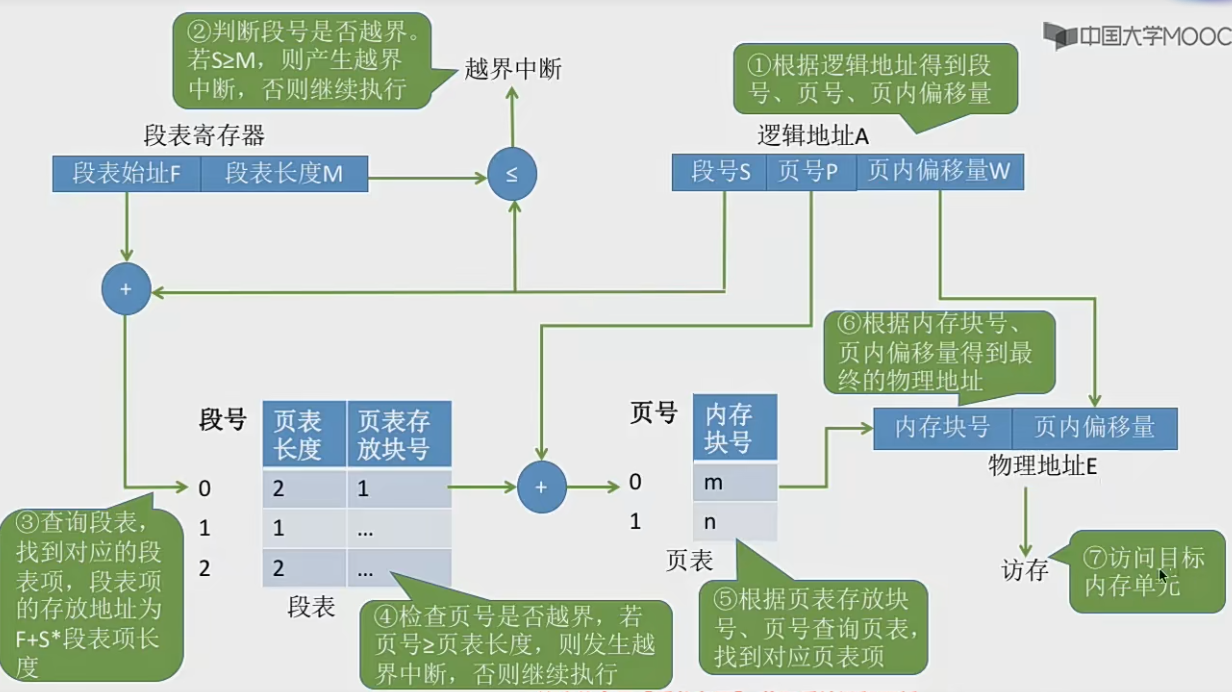 ②判断段号是否越界。
若S≥M，则产生越界
中断，否则继续执行
越界中断
中国大学MOOC
①根据逻辑地址得到段
号、页号、页内偏移量
段表寄存器
逻辑地址A
段表始址F
段表长度M
≤
段号S
页号P
页内偏移量W
+
⑥根据内存块号、
页内偏移量得到最
终的物理地址
段号
页表
长度
页表存
放块号
页号
内存
块号
内存块号
页内偏移量
物理地址E
0
2
1
+
0
m
1
1
...
1
n
2
2
...
段表
页表
③查询段表，
找到对应的段
表项，段表项
的存放地址为
F+S*段表项长
度
④检查页号是否越界，若
页号≥页表长度，则发生越
界中断，否则继续执行
⑤根据页表存放块
号、页号查询页表，
找到对应页表项
访存
⑦访问目标
内存单元